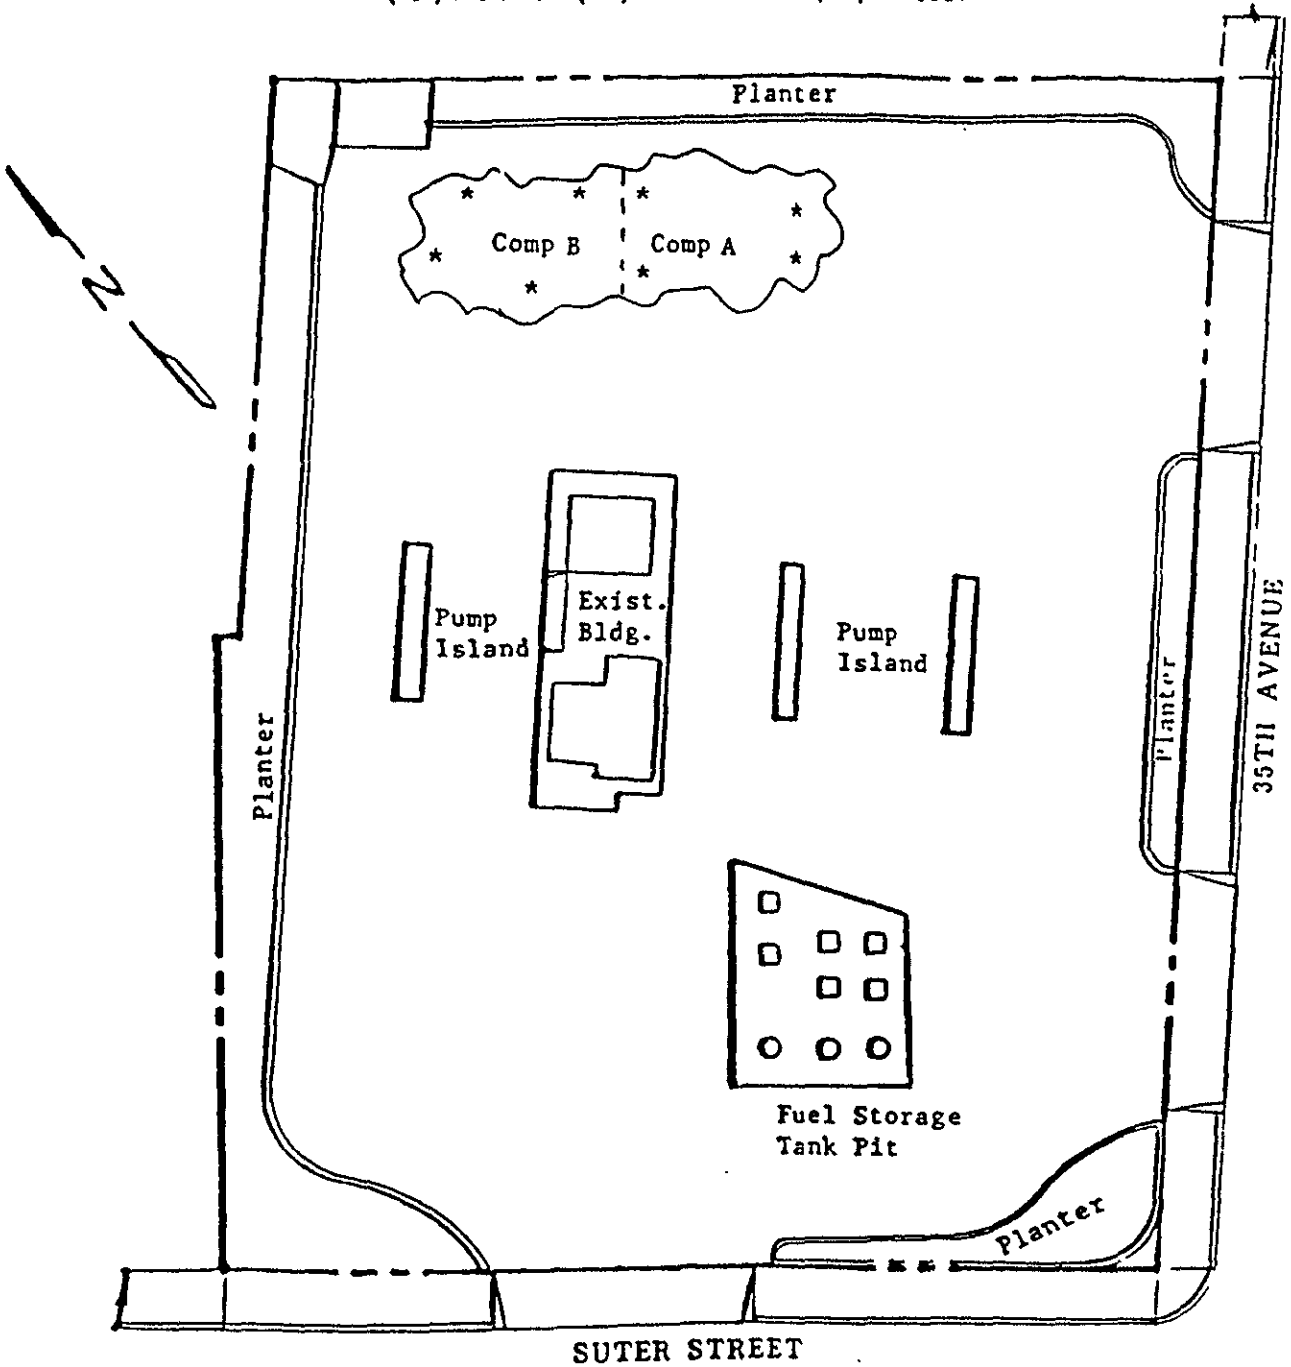 Planter
Comp B
Comp A
N
Pump
Island
Exist.
Bldg.
Pump
Island
Planter
Planter
35TH AVENUE
Fuel Storage
Tank Pit
Planter
SUTER STREET